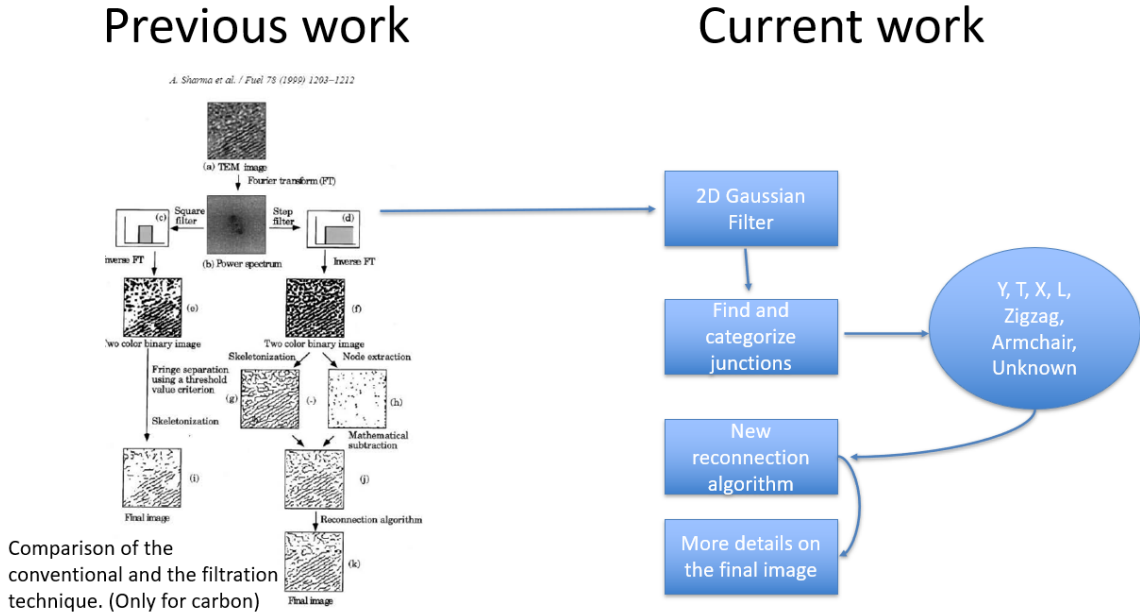 Previous work
Current work
A. Sharma et al. / Fuel 78 (1999) 1203–1212
(a) TEM image
Fourier transform (FT)
(c)
Square
filter
Step
filter
(d)
(b) Power spectrum
Inverse FT
Inverse FT
(e)
(f)
Two color binary image
Two color binary image
Fringe separation
using a threshold
value criterion
Skeletonization
Node extraction
(g)
(-)
(h)
Skeletonization
Mathematical
subtraction
(i)
(j)
Final image
Reconnection algorithm
(k)
Final image
Comparison of the
conventional and the filtration
technique. (Only for carbon)
2D Gaussian
Filter
Find and
categorize
junctions
Y, T, X, L,
Zigzag,
Armchair,
Unknown
New
reconnection
algorithm
More details on
the final image